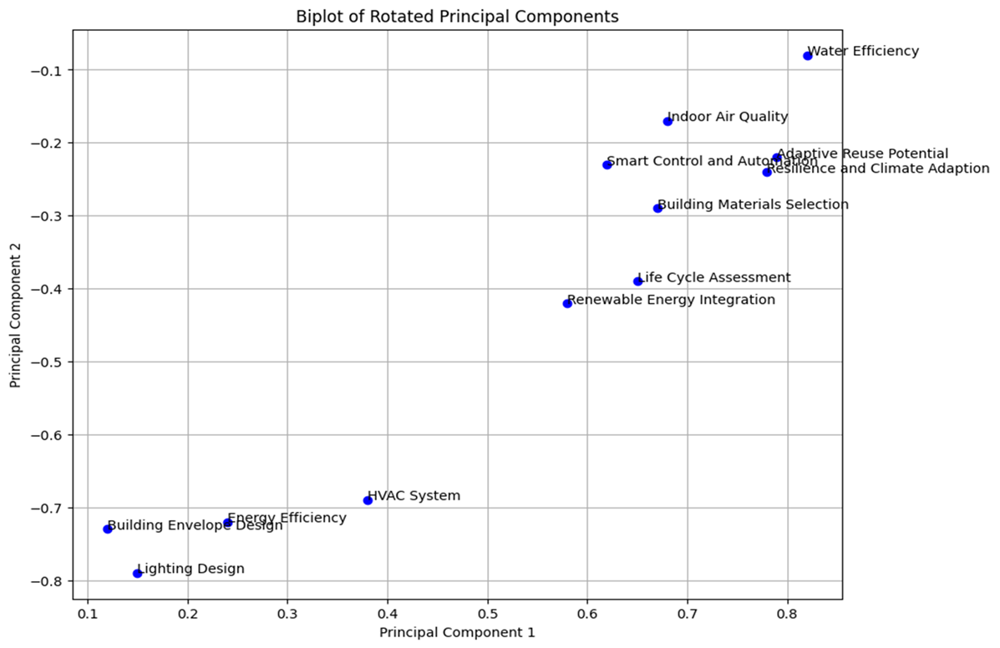 Biplot of Rotated Principal Components
Water Efficiency
−0.1
Indoor Air Quality
−0.2
Adaptive Reuse Potential
Smart Control and Automation
Resilience and Climate Adaption
Building Materials Selection
−0.3
Life Cycle Assessment
−0.4
Renewable Energy Integration
Principal Component 2
−0.5
−0.6
HVAC System
−0.7
Energy Efficiency
Building Envelope Design
Lighting Design
−0.8
0.1 0.2 0.3 0.4 0.5 0.6 0.7 0.8
Principal Component 1